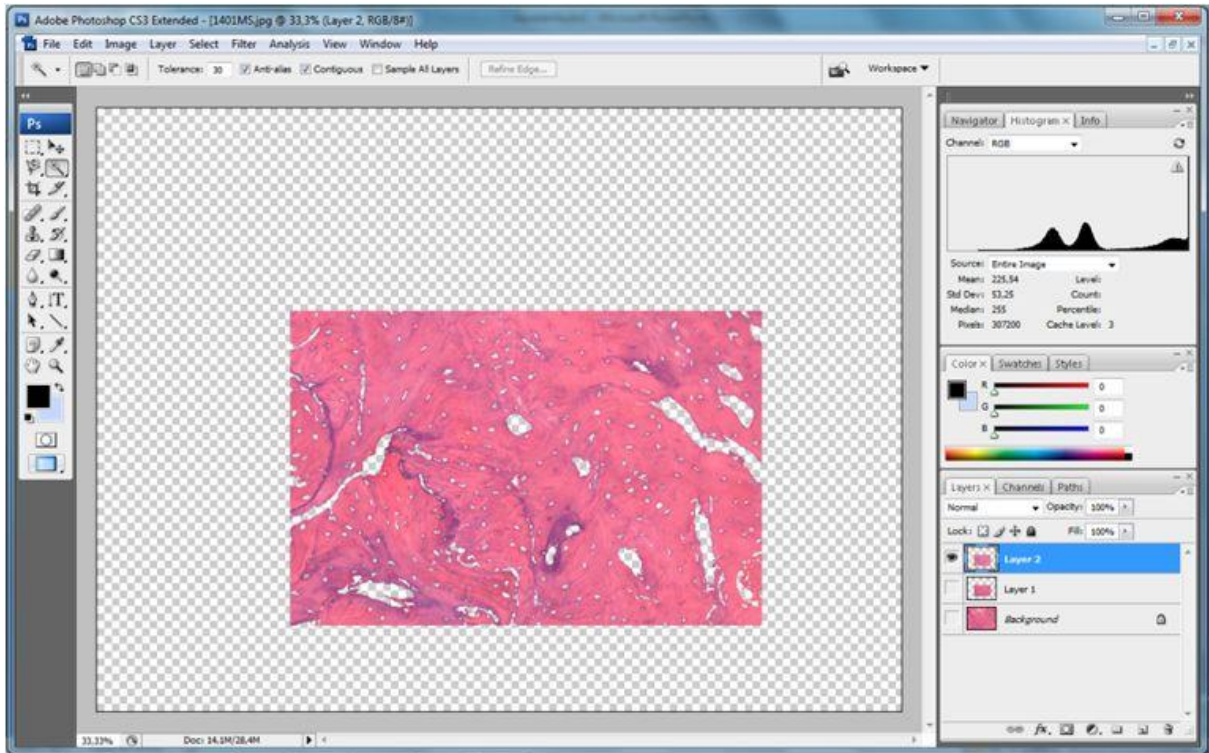 Adobe Photoshop CS3 Extended - [1401MS.jpg @ 33,3% (Layer 2, RGB/8#)]
File Edit Image Layer Select Filter Analysis View Window Help
Tolerance: 30 Anti-alias Contiguous Sample All Layers Refine Edge... Workspace
Ps
Navigator Histogram × Info
Channel: RGB
Source: Entire Image
Mean: 225,54 Level:
Std Dev: 53,25 Count:
Median: 255 Percentile:
Pixels: 307200 Cache Level: 3
Color × Swatches Styles
R 0
G 0
B 0
Layers × Channels Paths
Normal Opacity: 100%
Lock: Fill: 100%
Layer 2
Layer 1
Background
33,33% Doc: 14,1M/28,4M